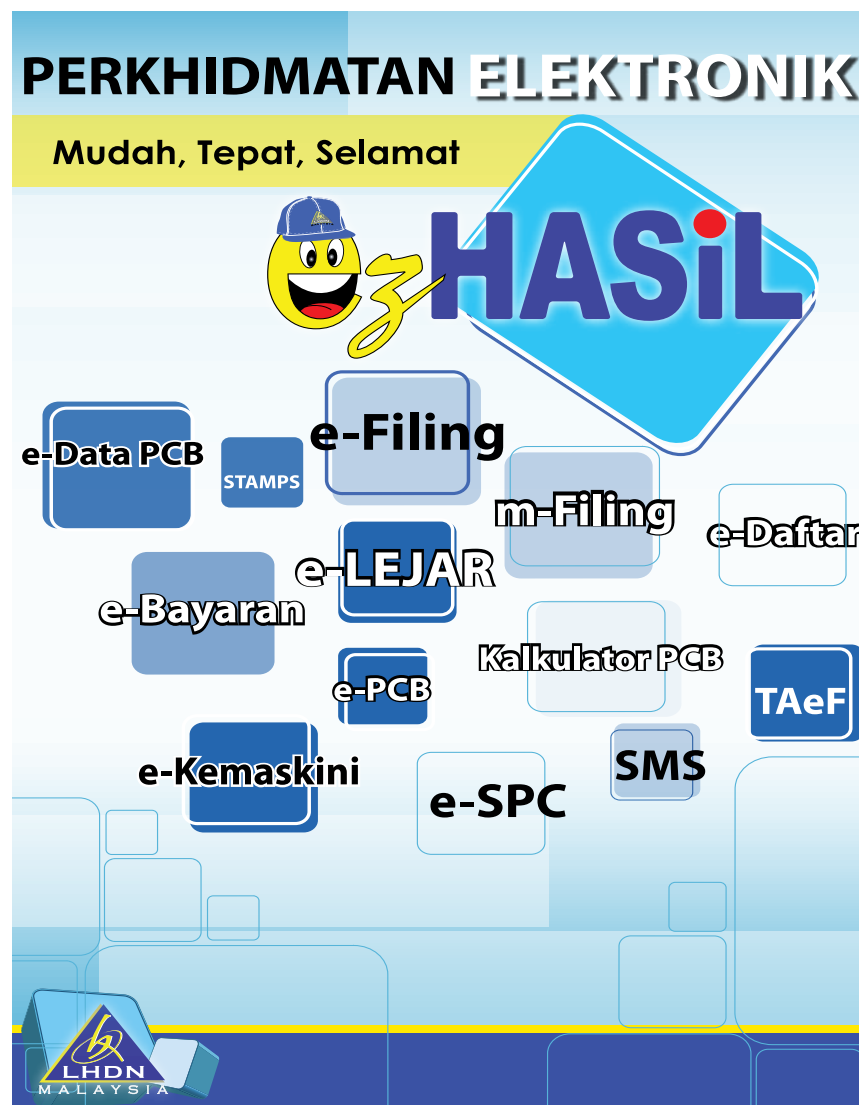 PERKHIDMATAN ELEKTRONIK
Mudah, Tepat, Selamat
ezHASiL
e-Filing
e-Data PCB
STAMPS
m-Filing
e-Daftar
e-LEJAR
e-Bayaran
Kalkulator PCB
e-PCB
TAeF
SMS
e-Kemaskini
e-SPC
LHDN
MALAYSIA